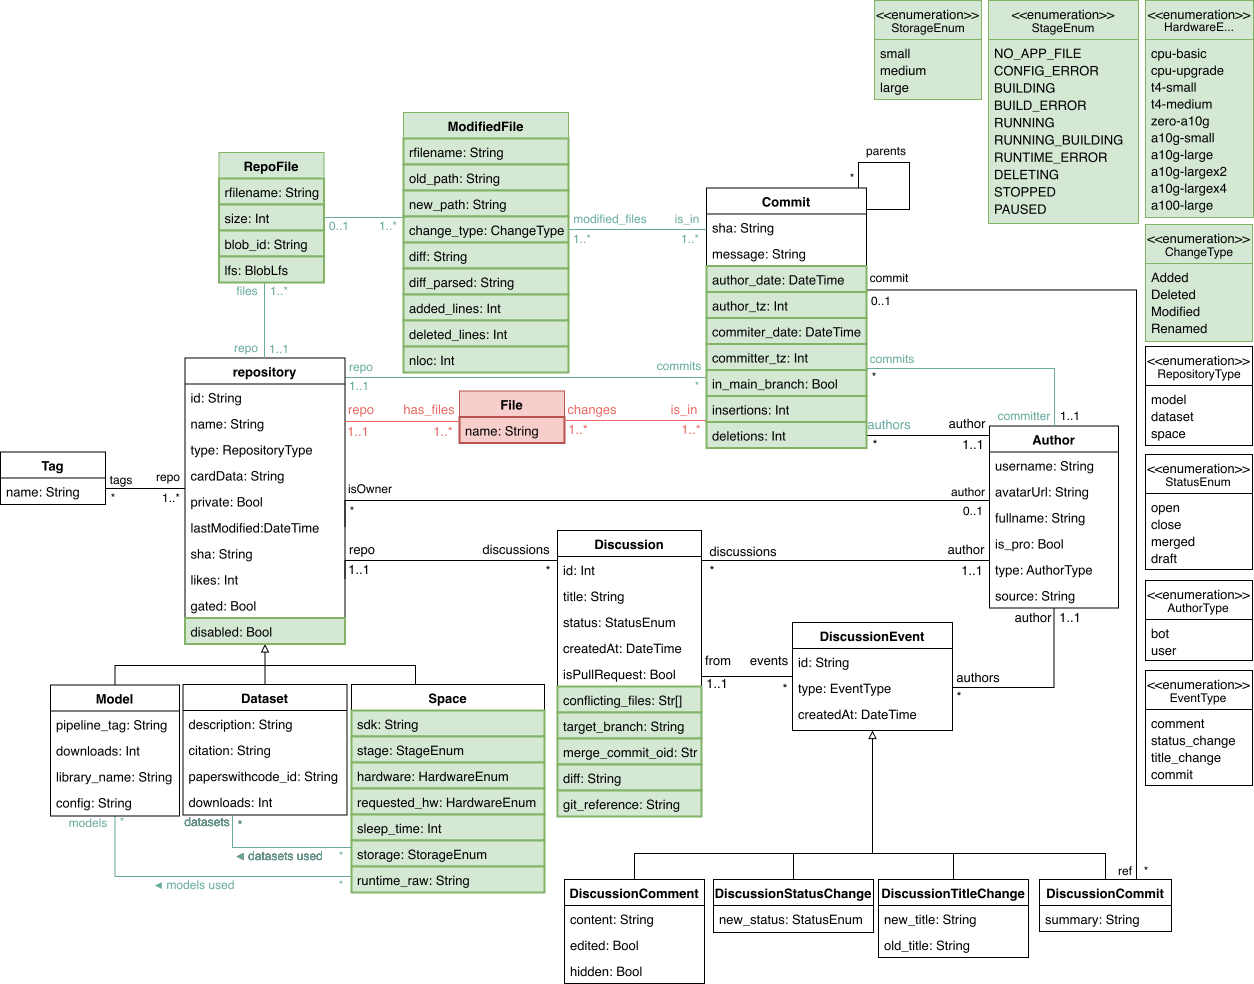 <<enumeration>>
StorageEnum
small
medium
large
<<enumeration>>
StageEnum
NO_APP_FILE
CONFIG_ERROR
BUILDING
BUILD_ERROR
RUNNING
RUNNING_BUILDING
RUNTIME_ERROR
DELETING
STOPPED
PAUSED
<<enumeration>>
HardwareE...
cpu-basic
cpu-upgrade
t4-small
t4-medium
zero-a10g
a10g-small
a10g-large
a10g-largex2
a10g-largex4
a100-large
<<enumeration>>
ChangeType
Added
Deleted
Modified
Renamed
<<enumeration>>
RepositoryType
model
dataset
space
<<enumeration>>
StatusEnum
open
close
merged
draft
<<enumeration>>
AuthorType
bot
user
<<enumeration>>
EventType
comment
status_change
title_change
commit
ModifiedFile
rfilename: String
old_path: String
new_path: String
change_type: ChangeType
diff: String
diff_parsed: String
added_lines: Int
deleted_lines: Int
nloc: Int
RepoFile
rfilename: String
size: Int
blob_id: String
lfs: BlobLfs
0..1
1..*
modified_files
1..*
is_in
1..*
parents
*
Commit
sha: String
message: String
author_date: DateTime
author_tz: Int
commiter_date: DateTime
committer_tz: Int
in_main_branch: Bool
insertions: Int
deletions: Int
commit
0..1
files
1..*
repo
1..1
repository
id: String
name: String
type: RepositoryType
cardData: String
private: Bool
lastModified:DateTime
sha: String
likes: Int
gated: Bool
disabled: Bool
repo
1..1
commits
*
repo
1..1
has_files
1..*
File
name: String
changes
1..*
is_in
1..*
commits
*
committer
1..1
authors
*
author
1..1
Author
username: String
avatarUrl: String
fullname: String
is_pro: Bool
type: AuthorType
source: String
Tag
name: String
tags
*
repo
1..*
isOwner
*
author
0..1
repo
1..1
discussions
*
Discussion
id: Int
title: String
status: StatusEnum
createdAt: DateTime
isPullRequest: Bool
conflicting_files: Str[]
target_branch: String
merge_commit_oid: Str
diff: String
git_reference: String
discussions
*
author
1..1
author
1..1
from
1..1
events
*
DiscussionEvent
id: String
type: EventType
createdAt: DateTime
authors
*
Model
pipeline_tag: String
downloads: Int
library_name: String
config: String
Dataset
description: String
citation: String
paperswithcode_id: String
downloads: Int
Space
sdk: String
stage: StageEnum
hardware: HardwareEnum
requested_hw: HardwareEnum
sleep_time: Int
storage: StorageEnum
runtime_raw: String
models
*
datasets
*
◄ datasets used
*
◄ models used
*
ref
*
DiscussionComment
content: String
edited: Bool
hidden: Bool
DiscussionStatusChange
new_status: StatusEnum
DiscussionTitleChange
new_title: String
old_title: String
DiscussionCommit
summary: String